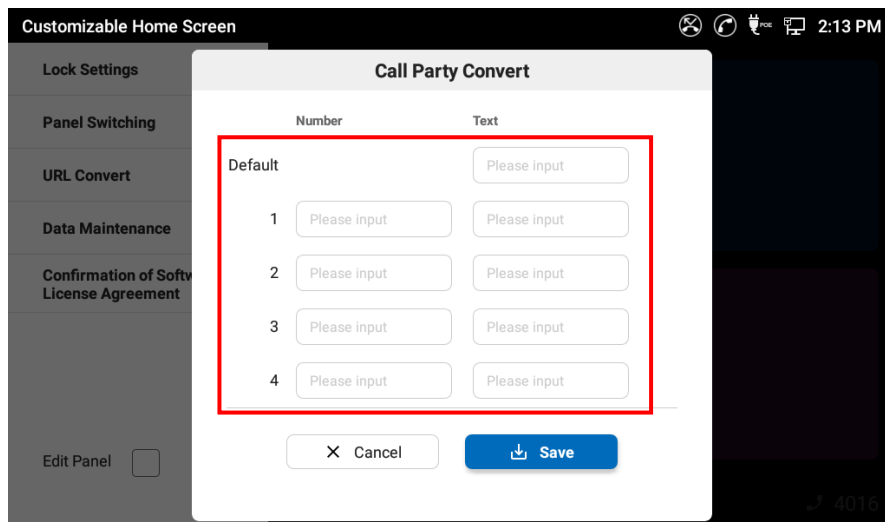 Customizable Home Screen
POE
2:13 PM
Lock Settings
Panel Switching
URL Convert
Data Maintenance
Confirmation of Softw
License Agreement
Edit Panel
Call Party Convert
Number Text
Default Please input
1 Please input Please input
2 Please input Please input
3 Please input Please input
4 Please input Please input
Cancel Save
4016